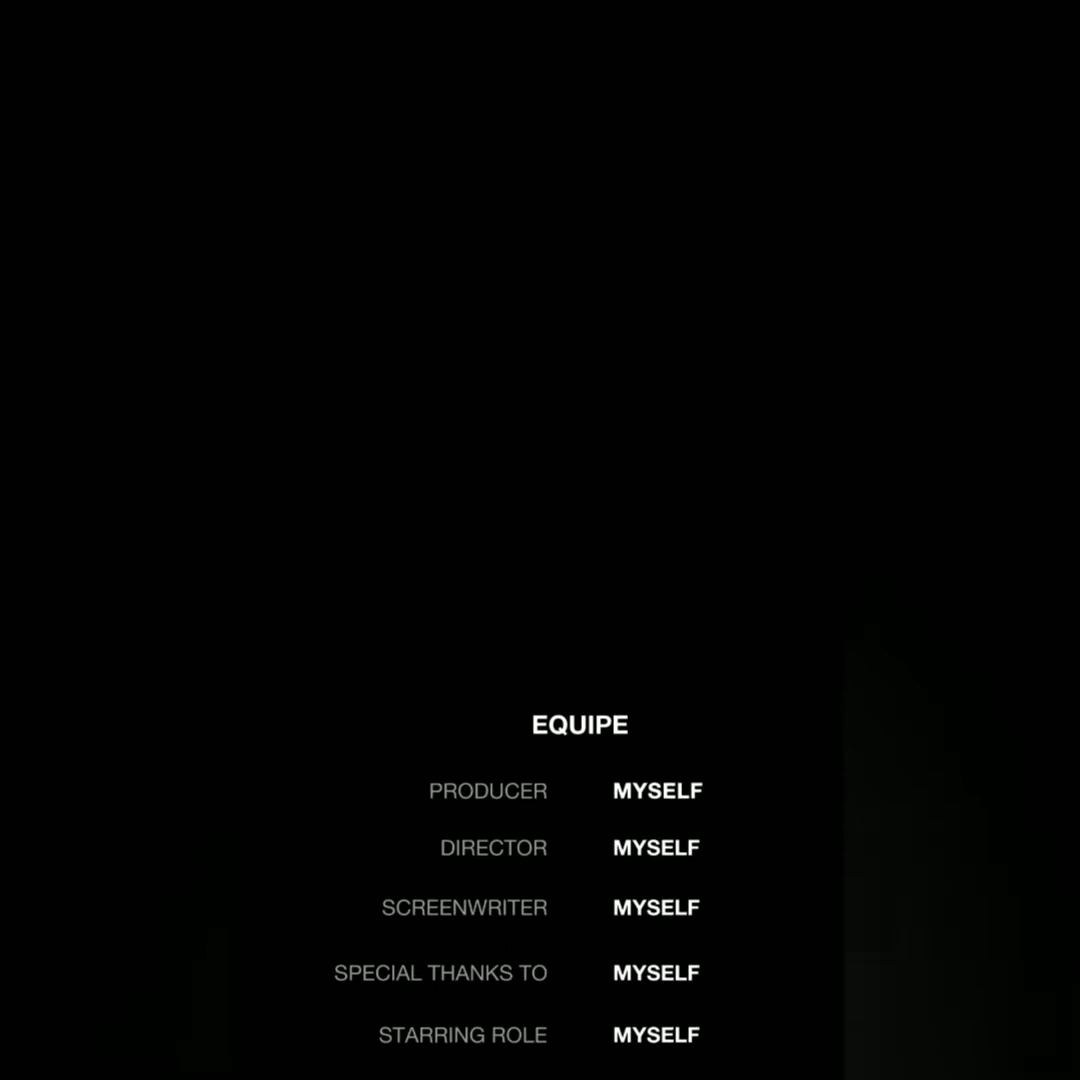 EQUIPE
PRODUCER MYSELF
DIRECTOR MYSELF
SCREENWRITER MYSELF
SPECIAL THANKS TO MYSELF
STARRING ROLE MYSELF